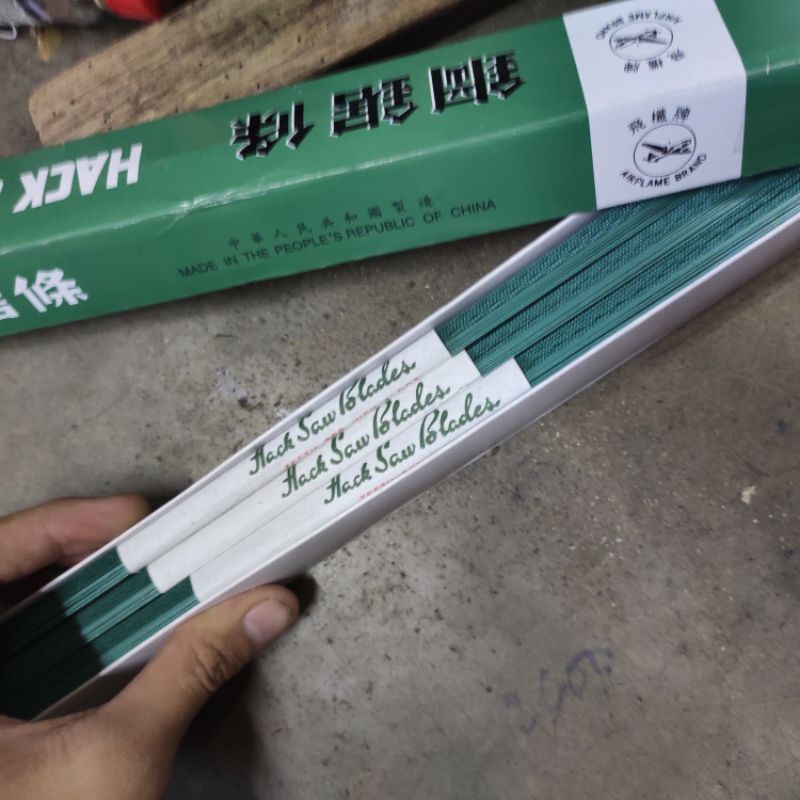 飛機牌
AIRPLAME BRAND
鋼鋸條
HACK
飛機牌
AIRPLAME BRAND
中華人民共和國製造
MADE IN THE PEOPLE'S REPUBLIC OF CHINA
條
Hack Saw Blades
Hack Saw Blades
Hack Saw Blades